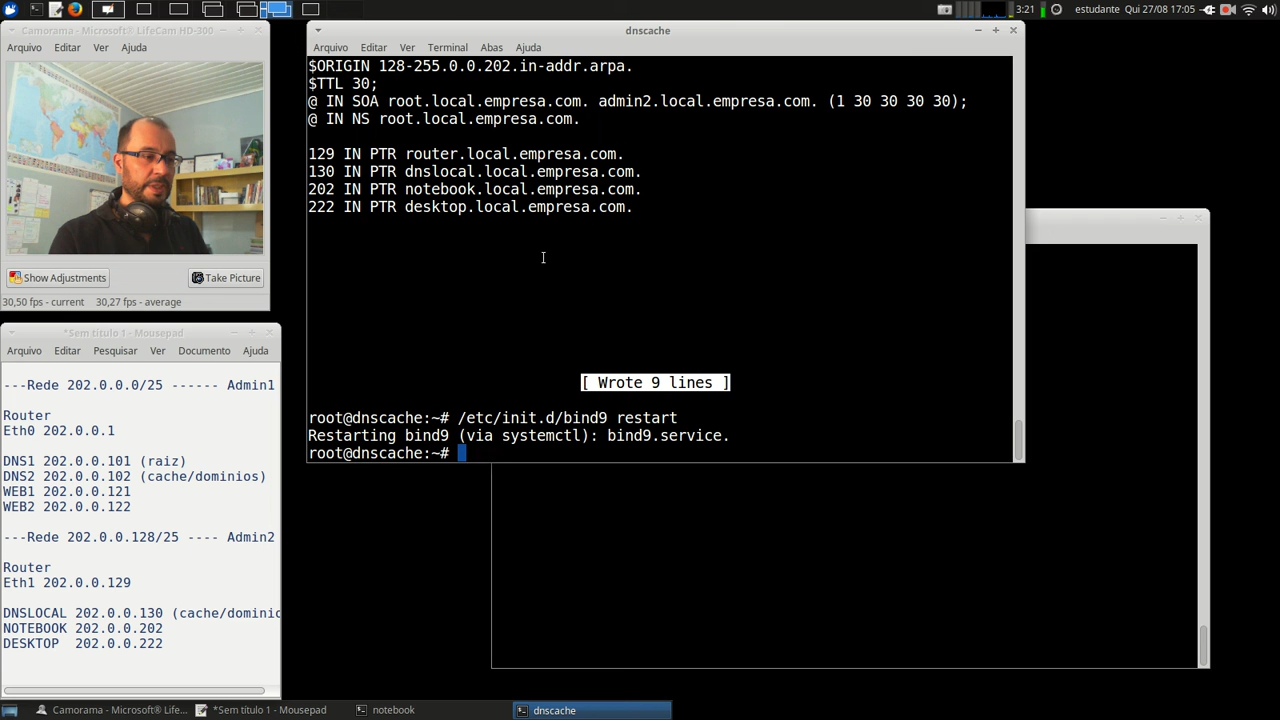 3:21 estudante Qui 27/08 17:05
Camorama - Microsoft® LifeCam HD-300
Arquivo Editar Ver Ajuda
Show Adjustments Take Picture
30,50 fps - current 30,27 fps - average
*Sem título 1 - Mousepad
Arquivo Editar Pesquisar Ver Documento Ajuda
---Rede 202.0.0.0/25 ------ Admin1
Router
Eth0 202.0.0.1
DNS1 202.0.0.101 (raiz)
DNS2 202.0.0.102 (cache/dominios)
WEB1 202.0.0.121
WEB2 202.0.0.122
---Rede 202.0.0.128/25 ---- Admin2
Router
Eth1 202.0.0.129
DNSLOCAL 202.0.0.130 (cache/dominio
NOTEBOOK 202.0.0.202
DESKTOP 202.0.0.222
dnscache
Arquivo Editar Ver Terminal Abas Ajuda
$ORIGIN 128-255.0.0.202.in-addr.arpa.
$TTL 30;
@ IN SOA root.local.empresa.com. admin2.local.empresa.com. (1 30 30 30 30);
@ IN NS root.local.empresa.com.
129 IN PTR router.local.empresa.com.
130 IN PTR dnslocal.local.empresa.com.
202 IN PTR notebook.local.empresa.com.
222 IN PTR desktop.local.empresa.com.
[ Wrote 9 lines ]
root@dnscache:~# /etc/init.d/bind9 restart
Restarting bind9 (via systemctl): bind9.service.
root@dnscache:~#
Camorama - Microsoft® Life... *Sem título 1 - Mousepad notebook dnscache